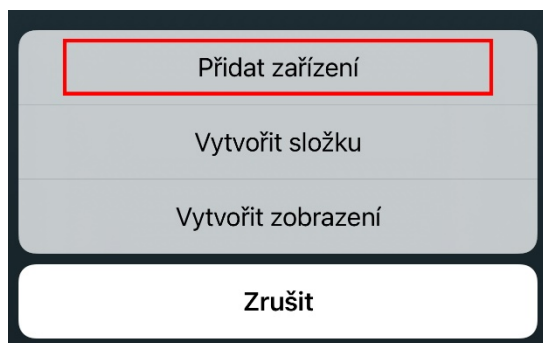 Přidat zařízení
Vytvořit složku
Vytvořit zobrazení
Zrušit